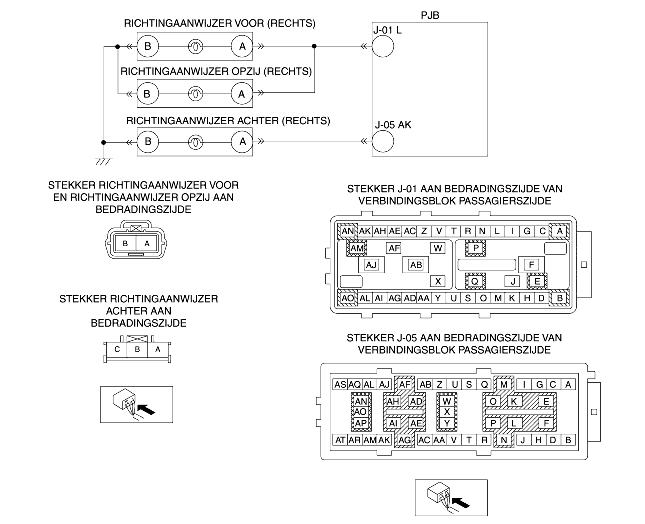 PJB
RICHTINGAANWIJZER VOOR (RECHTS)
J-01 L
B A
RICHTINGAANWIJZER OPZIJ (RECHTS)
B A
RICHTINGAANWIJZER ACHTER (RECHTS)
J-05 AK
B A
STEKKER RICHTINGAANWIJZER VOOR
EN RICHTINGAANWIJZER OPZIJ AAN
BEDRADINGSZIJDE
B A
STEKKER RICHTINGAANWIJZER
ACHTER AAN
BEDRADINGSZIJDE
C B A
STEKKER J-01 AAN BEDRADINGSZIJDE VAN
VERBINDINGSBLOK PASSAGIERSZIJDE
AN AK AH AE AC Z V T R N L I G C A
AM AF W P
AJ AB F
X Q J E
AO AL AI AG AD AA Y U S O M K H D B
STEKKER J-05 AAN BEDRADINGSZIJDE VAN
VERBINDINGSBLOK PASSAGIERSZIJDE
AS AQ AL AJ AF AB Z U S Q M I G C A
AN AH AD W O K E
AO X
AP AI AE Y P L F
AT AR AM AK AG AC AA V T R N J H D B